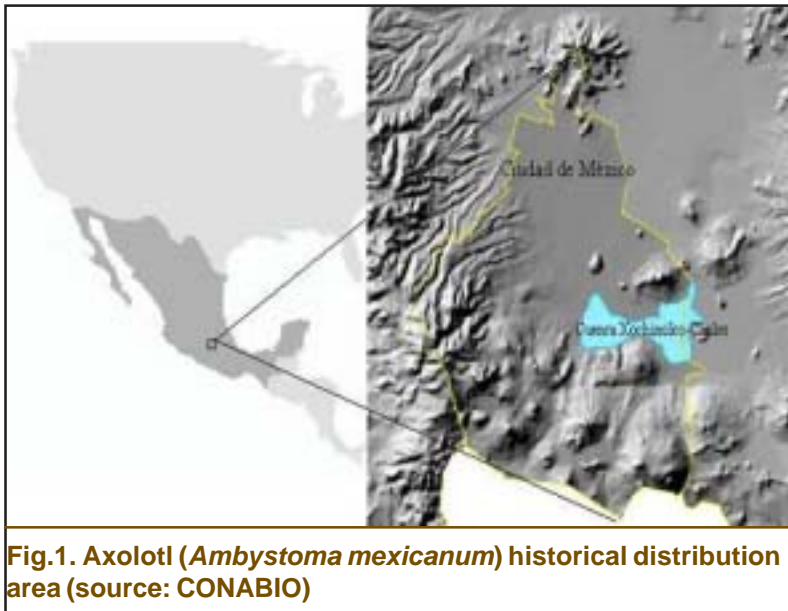 Ciudad de México
Cuenca Xochimilco-Chalco
Fig.1. Axolotl (Ambystoma mexicanum) historical distribution
area (source: CONABIO)